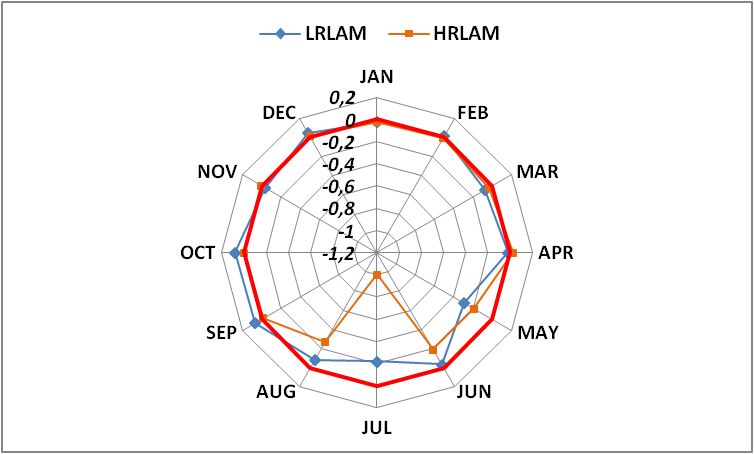 LRLAM HRLAM
JAN
0,2
DEC FEB
0
-0,2
NOV -0,4 MAR
-0,6
-0,8
-1
OCT -1,2 APR
SEP MAY
AUG JUN
JUL